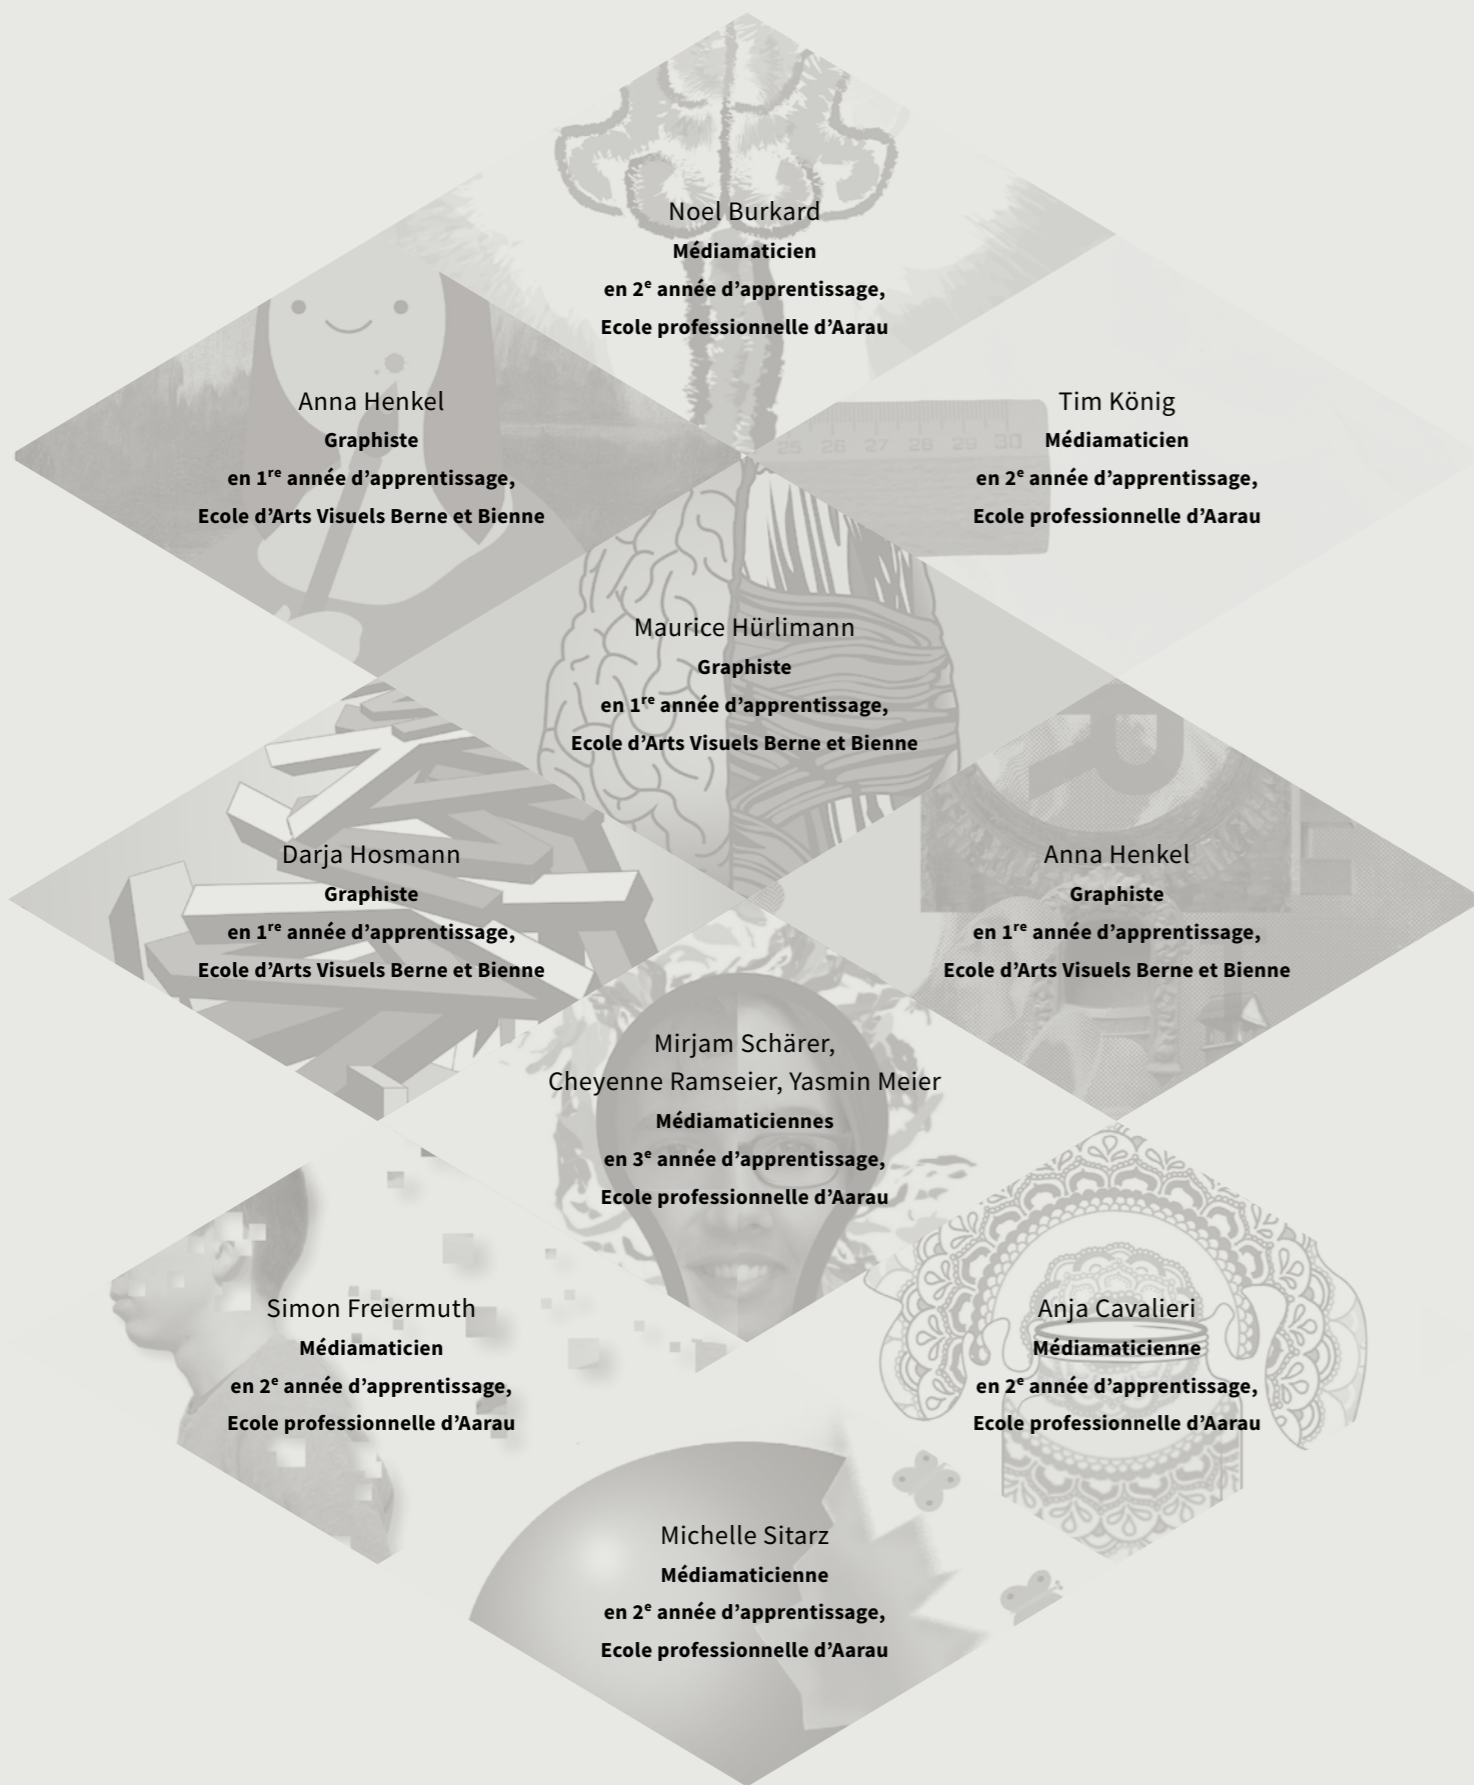 Noel Burkard
Médiamaticien
en 2e année d’apprentissage,
Ecole professionnelle d’Aarau
Anna Henkel
Graphiste
en 1re année d’apprentissage,
Ecole d’Arts Visuels Berne et Bienne
Tim König
Médiamaticien
en 2e année d’apprentissage,
Ecole professionnelle d’Aarau
25 26 27 28 29 30
Maurice Hürlimann
Graphiste
en 1re année d’apprentissage,
Ecole d’Arts Visuels Berne et Bienne
R
Darja Hosmann
Graphiste
en 1re année d’apprentissage,
Ecole d’Arts Visuels Berne et Bienne
Anna Henkel
Graphiste
en 1re année d’apprentissage,
Ecole d’Arts Visuels Berne et Bienne
Mirjam Schärer,
Cheyenne Ramseier, Yasmin Meier
Médiamaticiennes
en 3e année d’apprentissage,
Ecole professionnelle d’Aarau
Simon Freiermuth
Médiamaticien
en 2e année d’apprentissage,
Ecole professionnelle d’Aarau
Anja Cavalieri
Médiamaticienne
en 2e année d’apprentissage,
Ecole professionnelle d’Aarau
Michelle Sitarz
Médiamaticienne
en 2e année d’apprentissage,
Ecole professionnelle d’Aarau